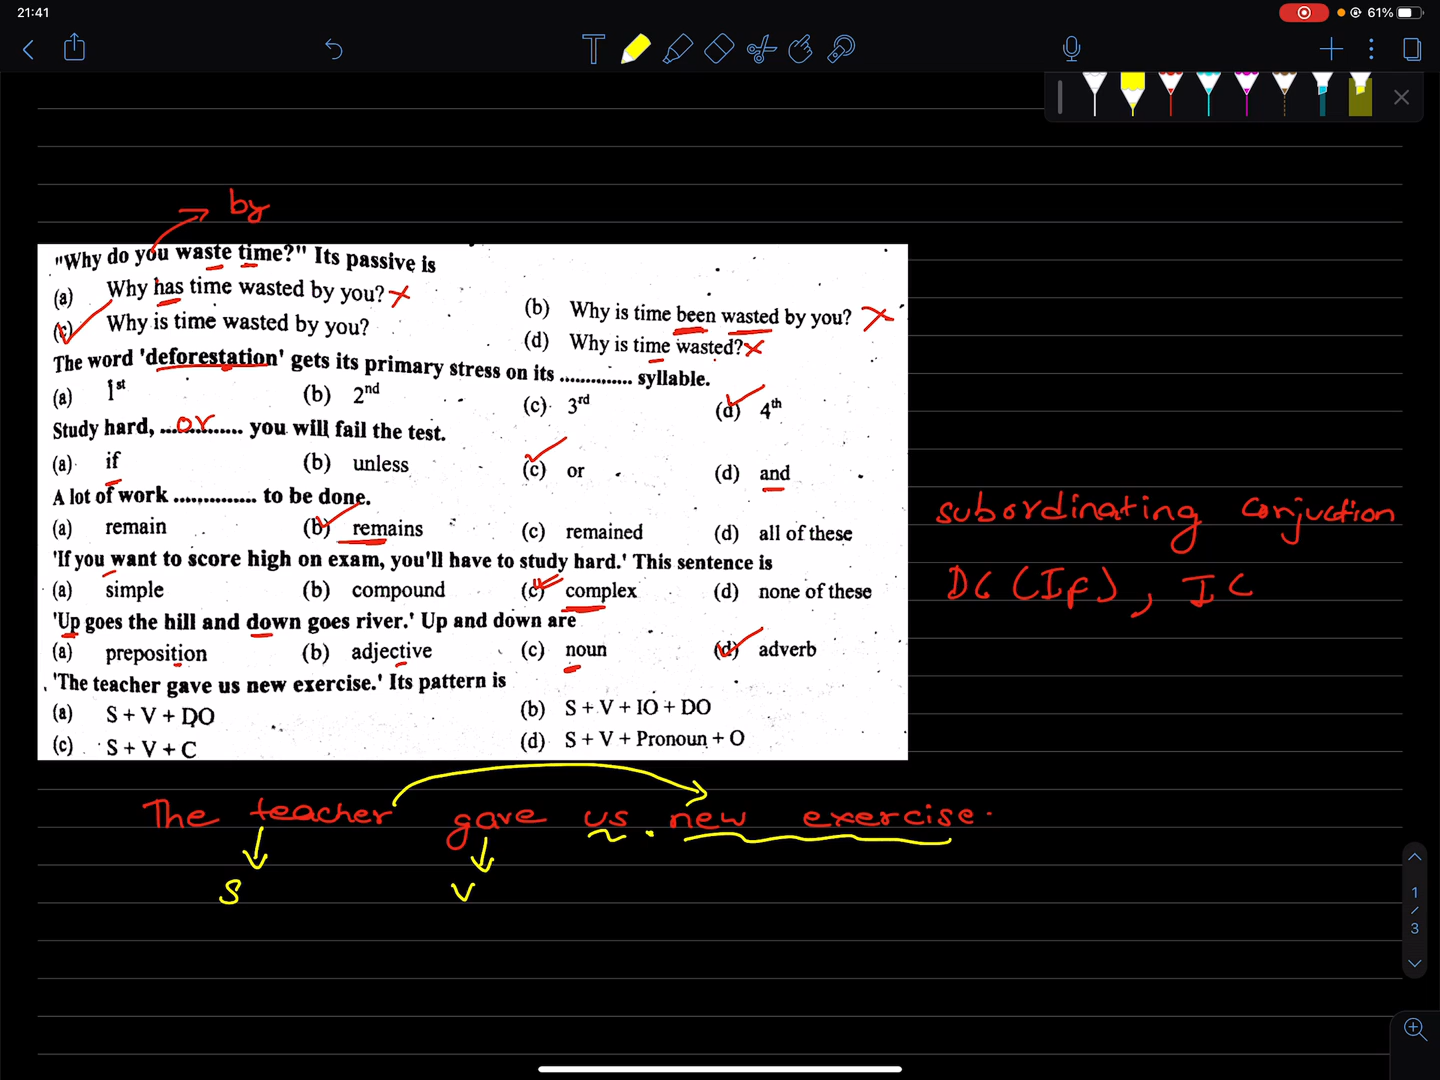 21:41
61%
by
"Why do you waste time?" Its passive is
(a) Why has time wasted by you?
(b) Why is time been wasted by you?
(c) Why is time wasted by you?
(d) Why is time wasted?
The word 'deforestation' gets its primary stress on its .............. syllable.
(a) 1st (b) 2nd (c) 3rd (d) 4th
Study hard, ...or......... you will fail the test.
(a) if (b) unless (c) or (d) and
A lot of work .............. to be done.
(a) remain (b) remains (c) remained (d) all of these
'If you want to score high on exam, you'll have to study hard.' This sentence is
(a) simple (b) compound (c) complex (d) none of these
'Up goes the hill and down goes river.' Up and down are
(a) preposition (b) adjective (c) noun (d) adverb
'The teacher gave us new exercise.' Its pattern is
(a) S + V + DO (b) S + V + IO + DO
(c) S + V + C (d) S + V + Pronoun + O
subordinating conjuction
DC (If), IC
The teacher gave us new exercise.
S V
1
/
3